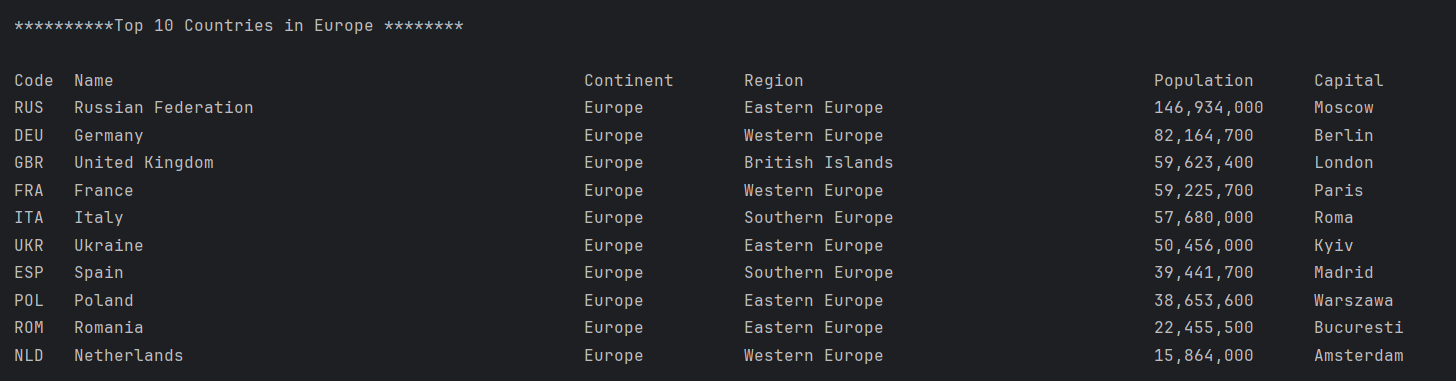 **********Top 10 Countries in Europe ********
Code Name Continent Region Population Capital
RUS Russian Federation Europe Eastern Europe 146,934,000 Moscow
DEU Germany Europe Western Europe 82,164,700 Berlin
GBR United Kingdom Europe British Islands 59,623,400 London
FRA France Europe Western Europe 59,225,700 Paris
ITA Italy Europe Southern Europe 57,680,000 Roma
UKR Ukraine Europe Eastern Europe 50,456,000 Kyiv
ESP Spain Europe Southern Europe 39,441,700 Madrid
POL Poland Europe Eastern Europe 38,653,600 Warszawa
ROM Romania Europe Eastern Europe 22,455,500 Bucuresti
NLD Netherlands Europe Western Europe 15,864,000 Amsterdam